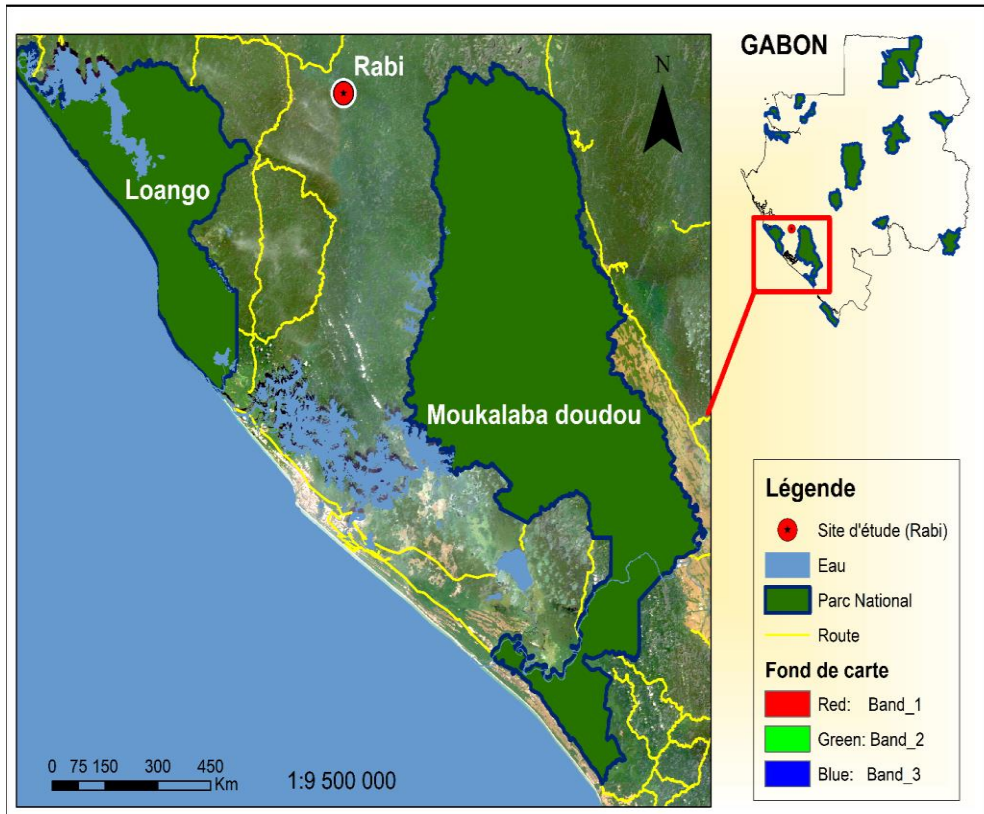 Rabi
Loango
Moukalaba doudou
N
0 75 150 300 450
Km
1:9 500 000
GABON
Légende
Site d'étude (Rabi)
Eau
Parc National
Route
Fond de carte
Red: Band_1
Green: Band_2
Blue: Band_3